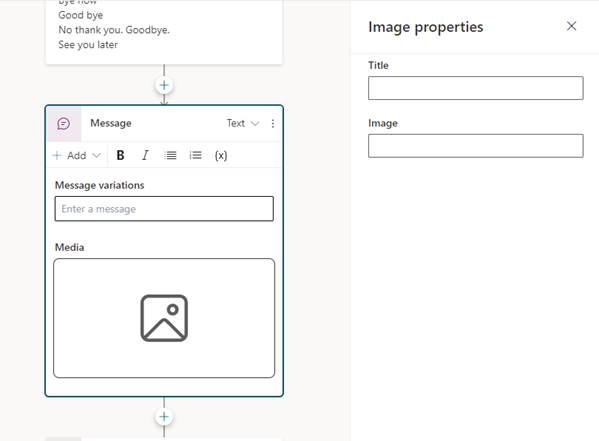 Bye now
Good bye
No thank you. Goodbye.
See you later
Message
Text
Add
B
I
(x)
Message variations
Enter a message
Media
Image properties
Title
Image